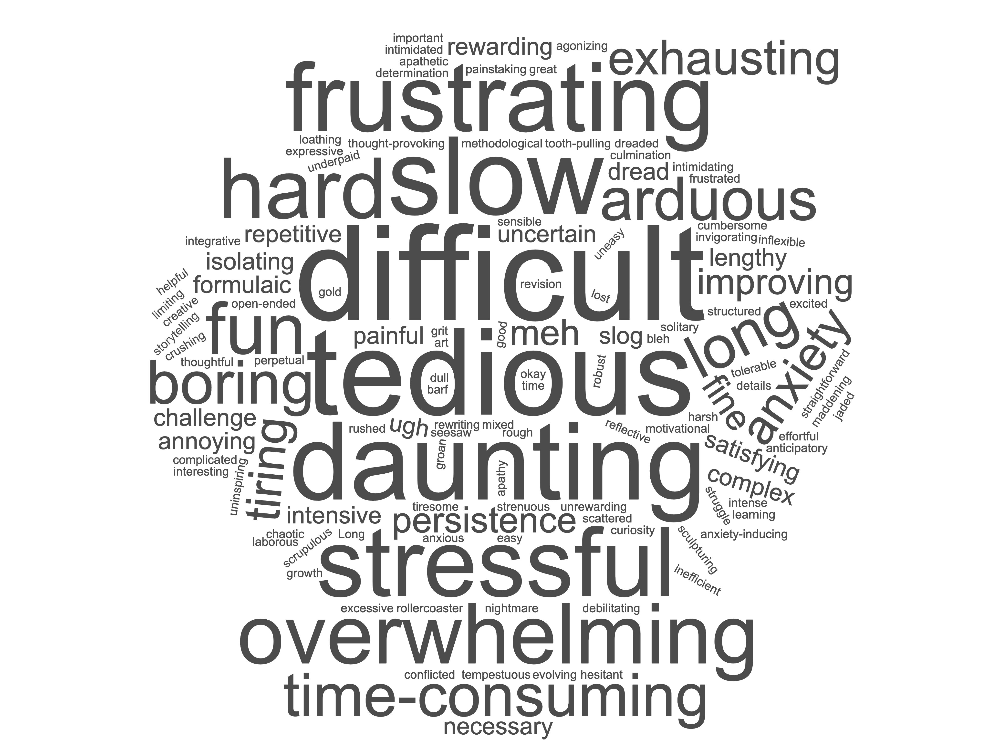 important
intimidated
rewarding
agonizing
exhausting
apathetic
determination
painstaking great
frustrating
loathing
thought-provoking
methodological tooth-pulling dreaded
expressive
underpaid
culmination
hard
slow
dread
intimidating
frustrated
arduous
sensible
cumbersome
integrative
repetitive
uncertain
uneasy
invigorating
inflexible
difficult
isolating
lengthy
helpful
formulaic
gold
revision
lost
improving
limiting
creative
open-ended
structured
excited
storytelling
fun
long
crushing
painful
grit
art
good
meh
slog
bleh
solitary
anxiety
thoughtful
perpetual
boring
tedious
dull
barf
okay
time
robust
tolerable
fine
details
straightforward
maddening
jaded
challenge
tiring
rushed
ugh
rewriting mixed
seesaw
rough
reflective
harsh
motivational
annoying
daunting
satisfying
effortful
anticipatory
complicated
interesting
uninspiring
groan
apathy
complex
struggle
intense
learning
intensive
tiresome
strenuous
unrewarding
persistence
scattered
chaotic
laborous
scrupulous
Long
anxious
easy
curiosity
sculpturing
anxiety-inducing
growth
stressful
inefficient
excessive rollercoaster
nightmare
debilitating
overwhelming
conflicted
tempestuous evolving hesitant
time-consuming
necessary